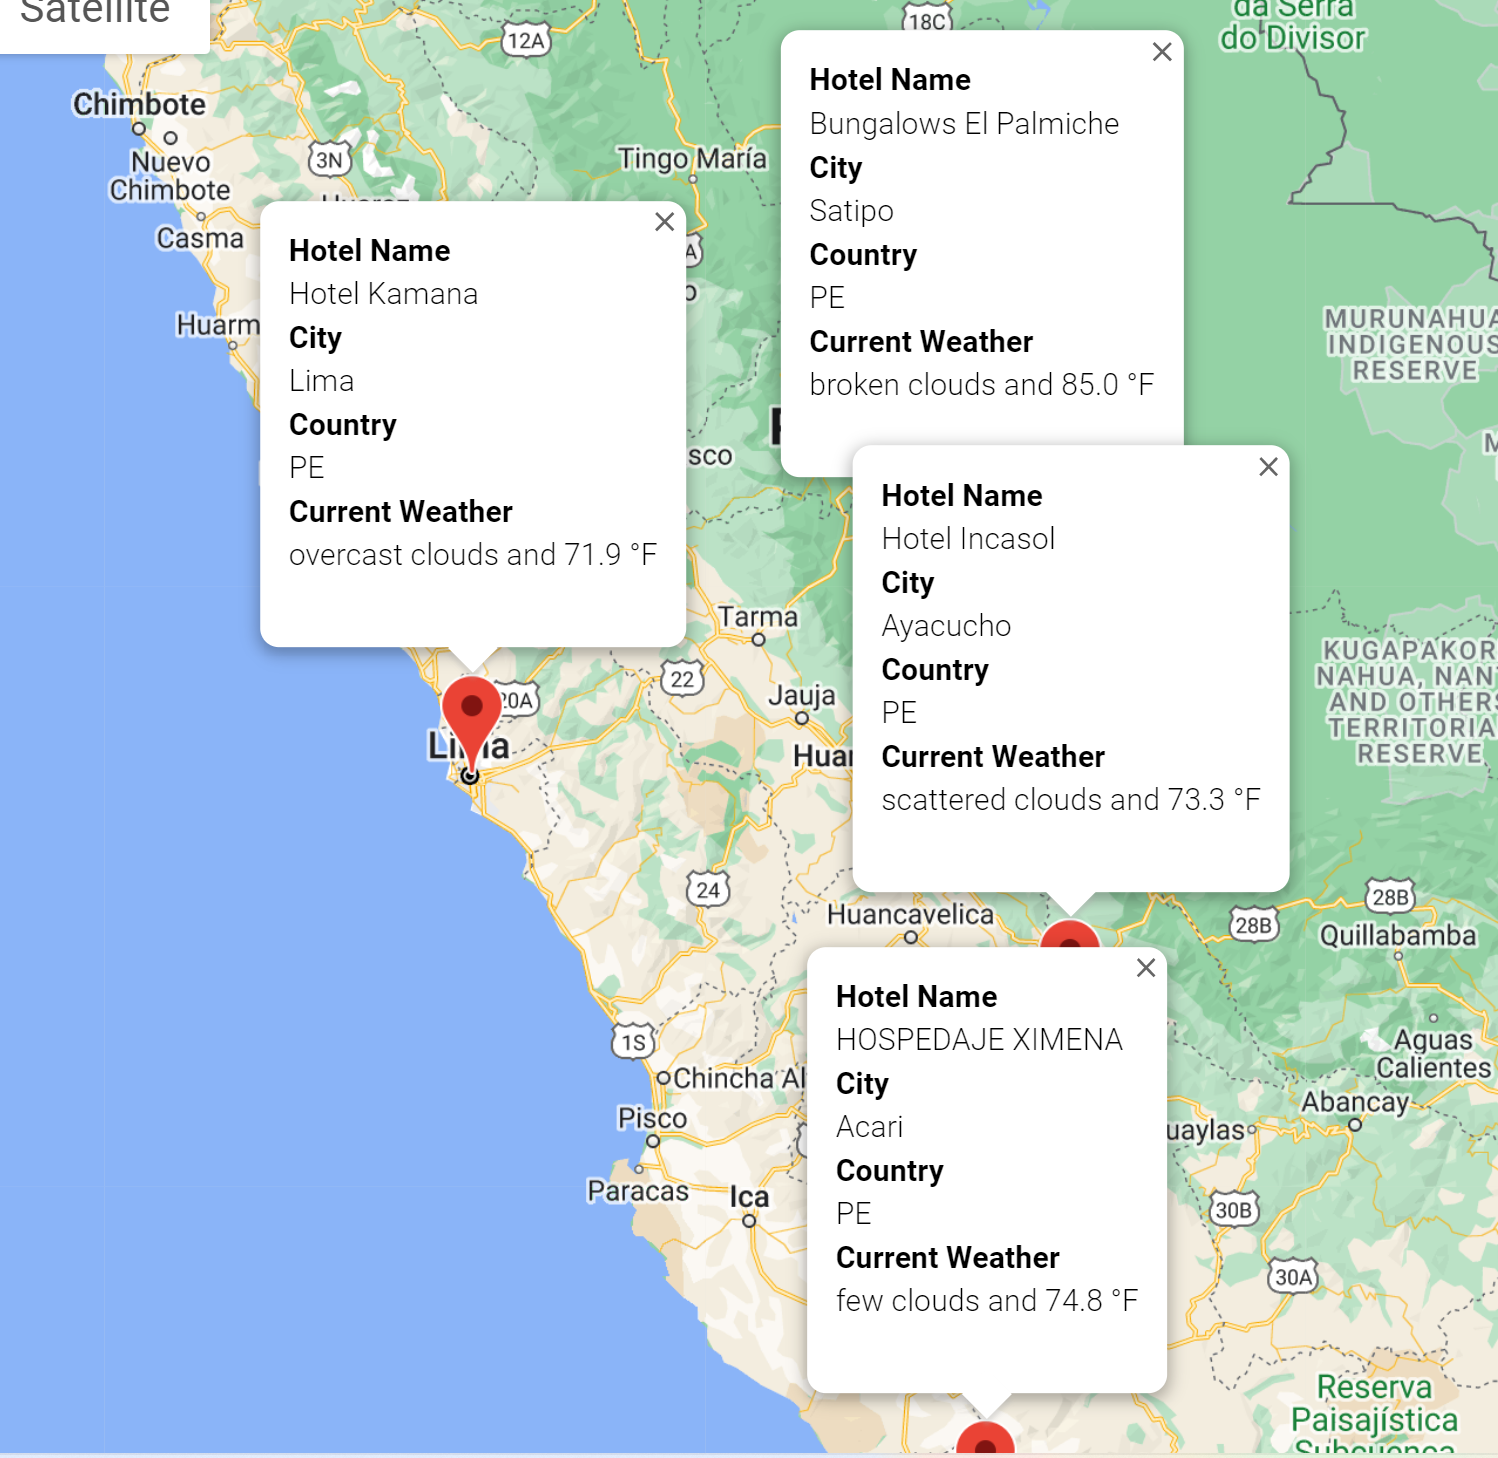 Satellite
18C
da Serra
do Divisor
12A
Chimbote
Nuevo
Chimbote
Casma
3N
Tingo María
Hotel Name
Bungalows El Palmiche
City
Satipo
Country
PE
Current Weather
broken clouds and 85.0 °F
Hotel Name
Hotel Kamana
City
Lima
Country
PE
Current Weather
overcast clouds and 71.9 °F
Huarm
MURUNAHUA
INDIGENOUS
RESERVE
sco
Hotel Name
Hotel Incasol
City
Ayacucho
Country
PE
Current Weather
scattered clouds and 73.3 °F
Tarma
22
20A
Jauja
Lima
Huan
KUGAPAKOR
NAHUA, NAN
AND OTHERS
TERRITORIA
RESERVE
24
Huancavelica
28B
28B
Quillabamba
Hotel Name
HOSPEDAJE XIMENA
City
Acari
Country
PE
Current Weather
few clouds and 74.8 °F
1S
Chincha Al
Pisco
Paracas
Ica
Aguas
Calientes
Abancay
uaylas
30B
30A
Reserva
Paisajística
Subcuenca